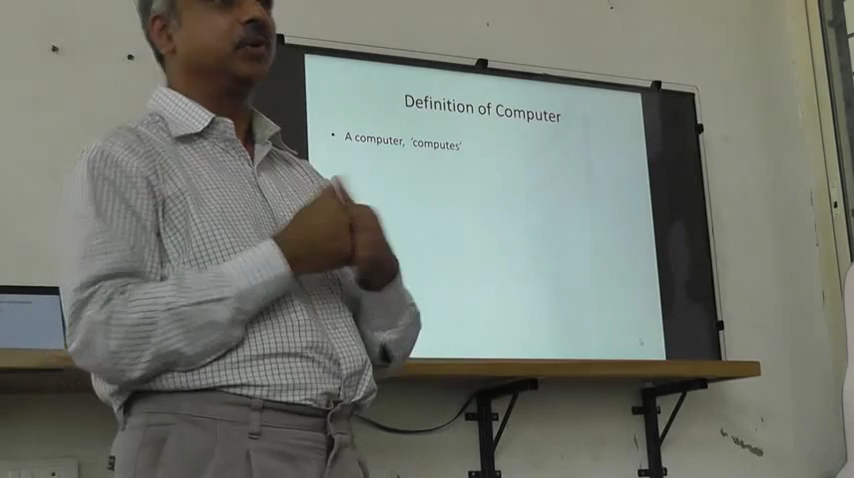 Definition of Computer
• A computer, ‘computes’